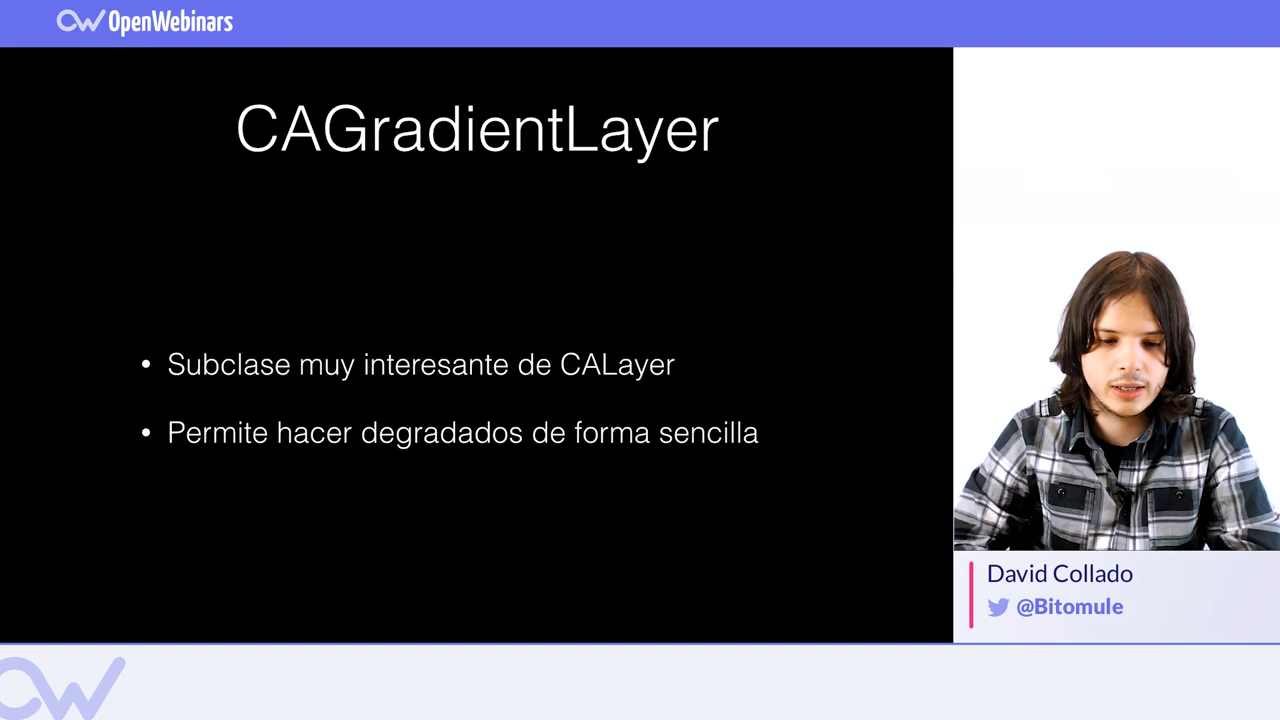 OpenWebinars
CAGradientLayer
• Subclase muy interesante de CALayer
• Permite hacer degradados de forma sencilla
David Collado
@Bitomule